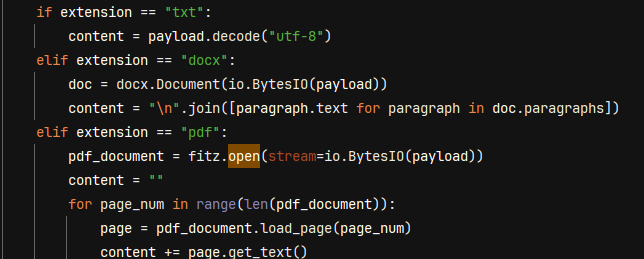 if extension == "txt":
content = payload.decode("utf-8")
elif extension == "docx":
doc = docx.Document(io.BytesIO(payload))
content = "\n".join([paragraph.text for paragraph in doc.paragraphs])
elif extension == "pdf":
pdf_document = fitz.open(stream=io.BytesIO(payload))
content = ""
for page_num in range(len(pdf_document)):
page = pdf_document.load_page(page_num)
content += page.get_text()